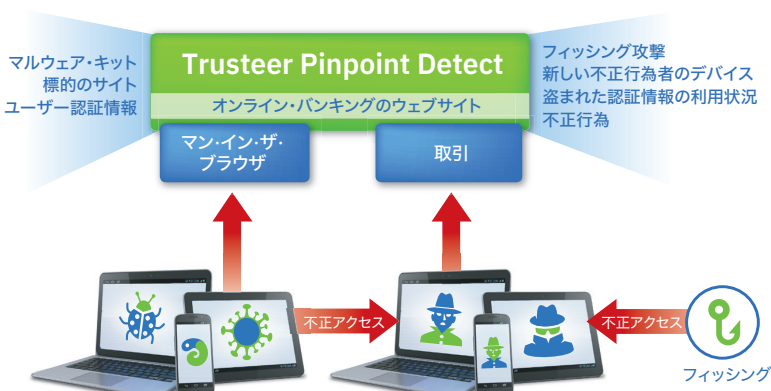 マルウェア・キット
標的のサイト
ユーザー認証情報
Trusteer Pinpoint Detect
オンライン・バンキングのウェブサイト
フィッシング攻撃
新しい不正行為者のデバイス
盗まれた認証情報の利用状況
不正行為
マン・イン・ザ・
ブラウザ
取引
不正アクセス
不正アクセス
フィッシング